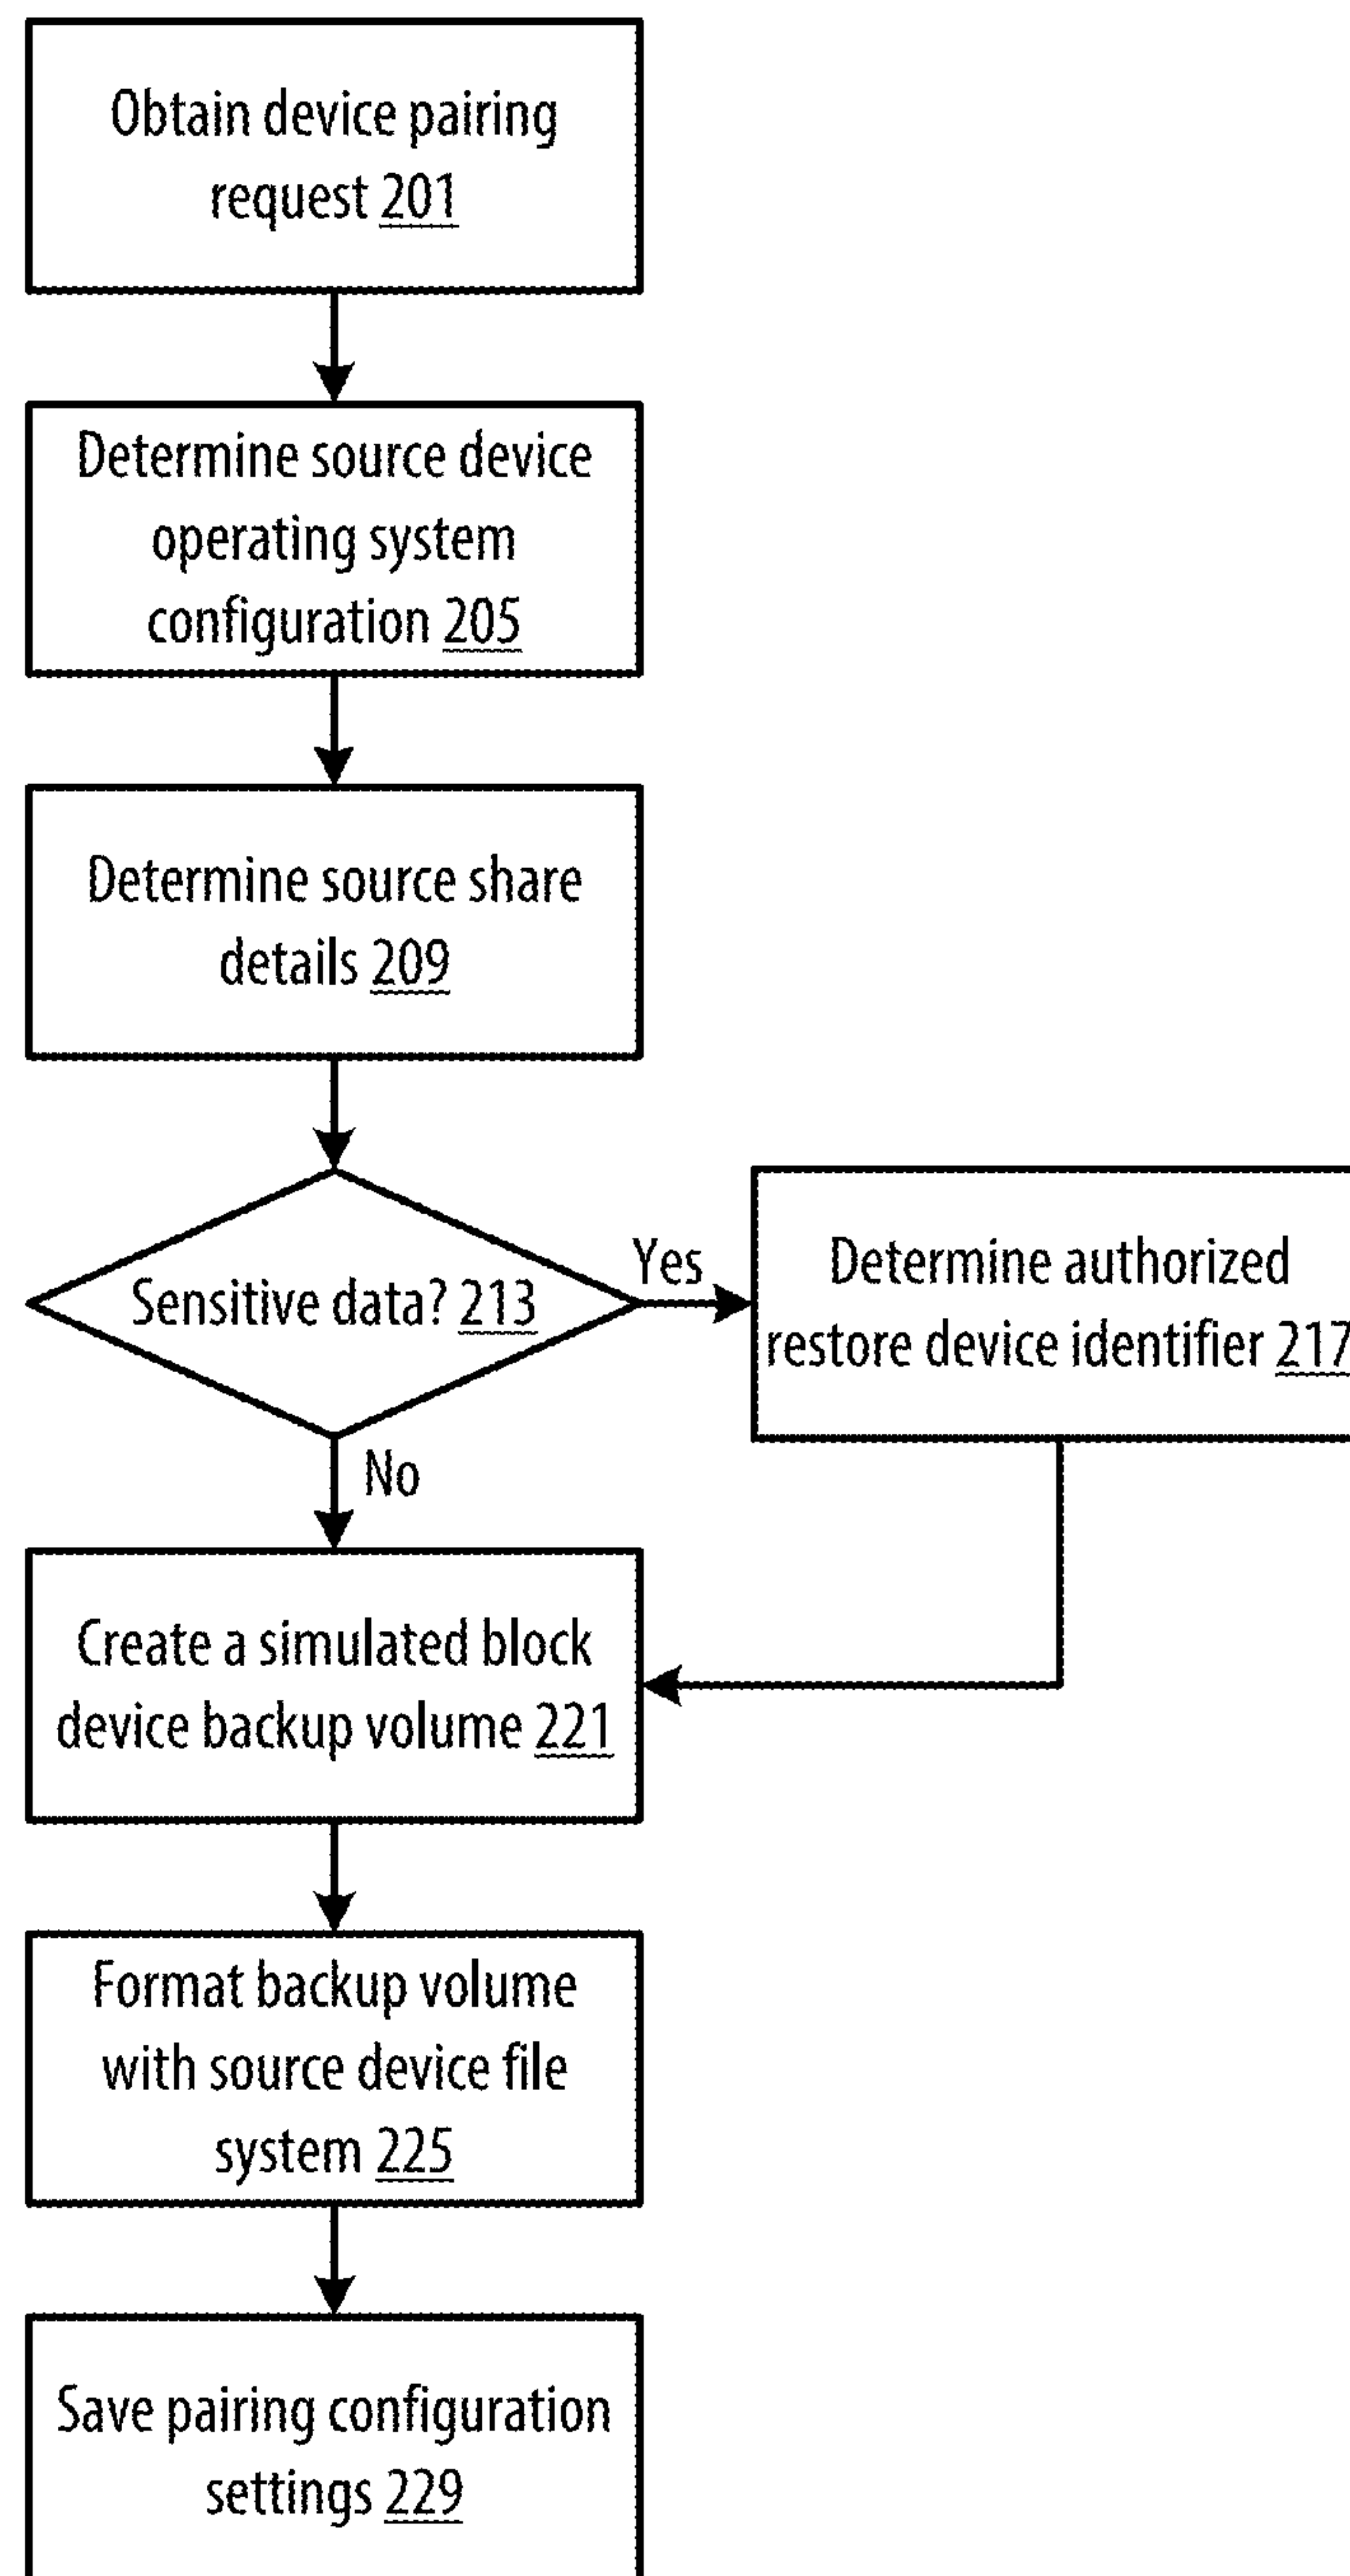 Obtain device pairing
request 201
Determine source device
operating system
configuration 205
Determine source share
details 209
Sensitive data? 213
Yes
Determine authorized
restore device identifier 217
No
Create a simulated block
device backup volume 221
Format backup volume
with source device file
system 225
Save pairing configuration
settings 229